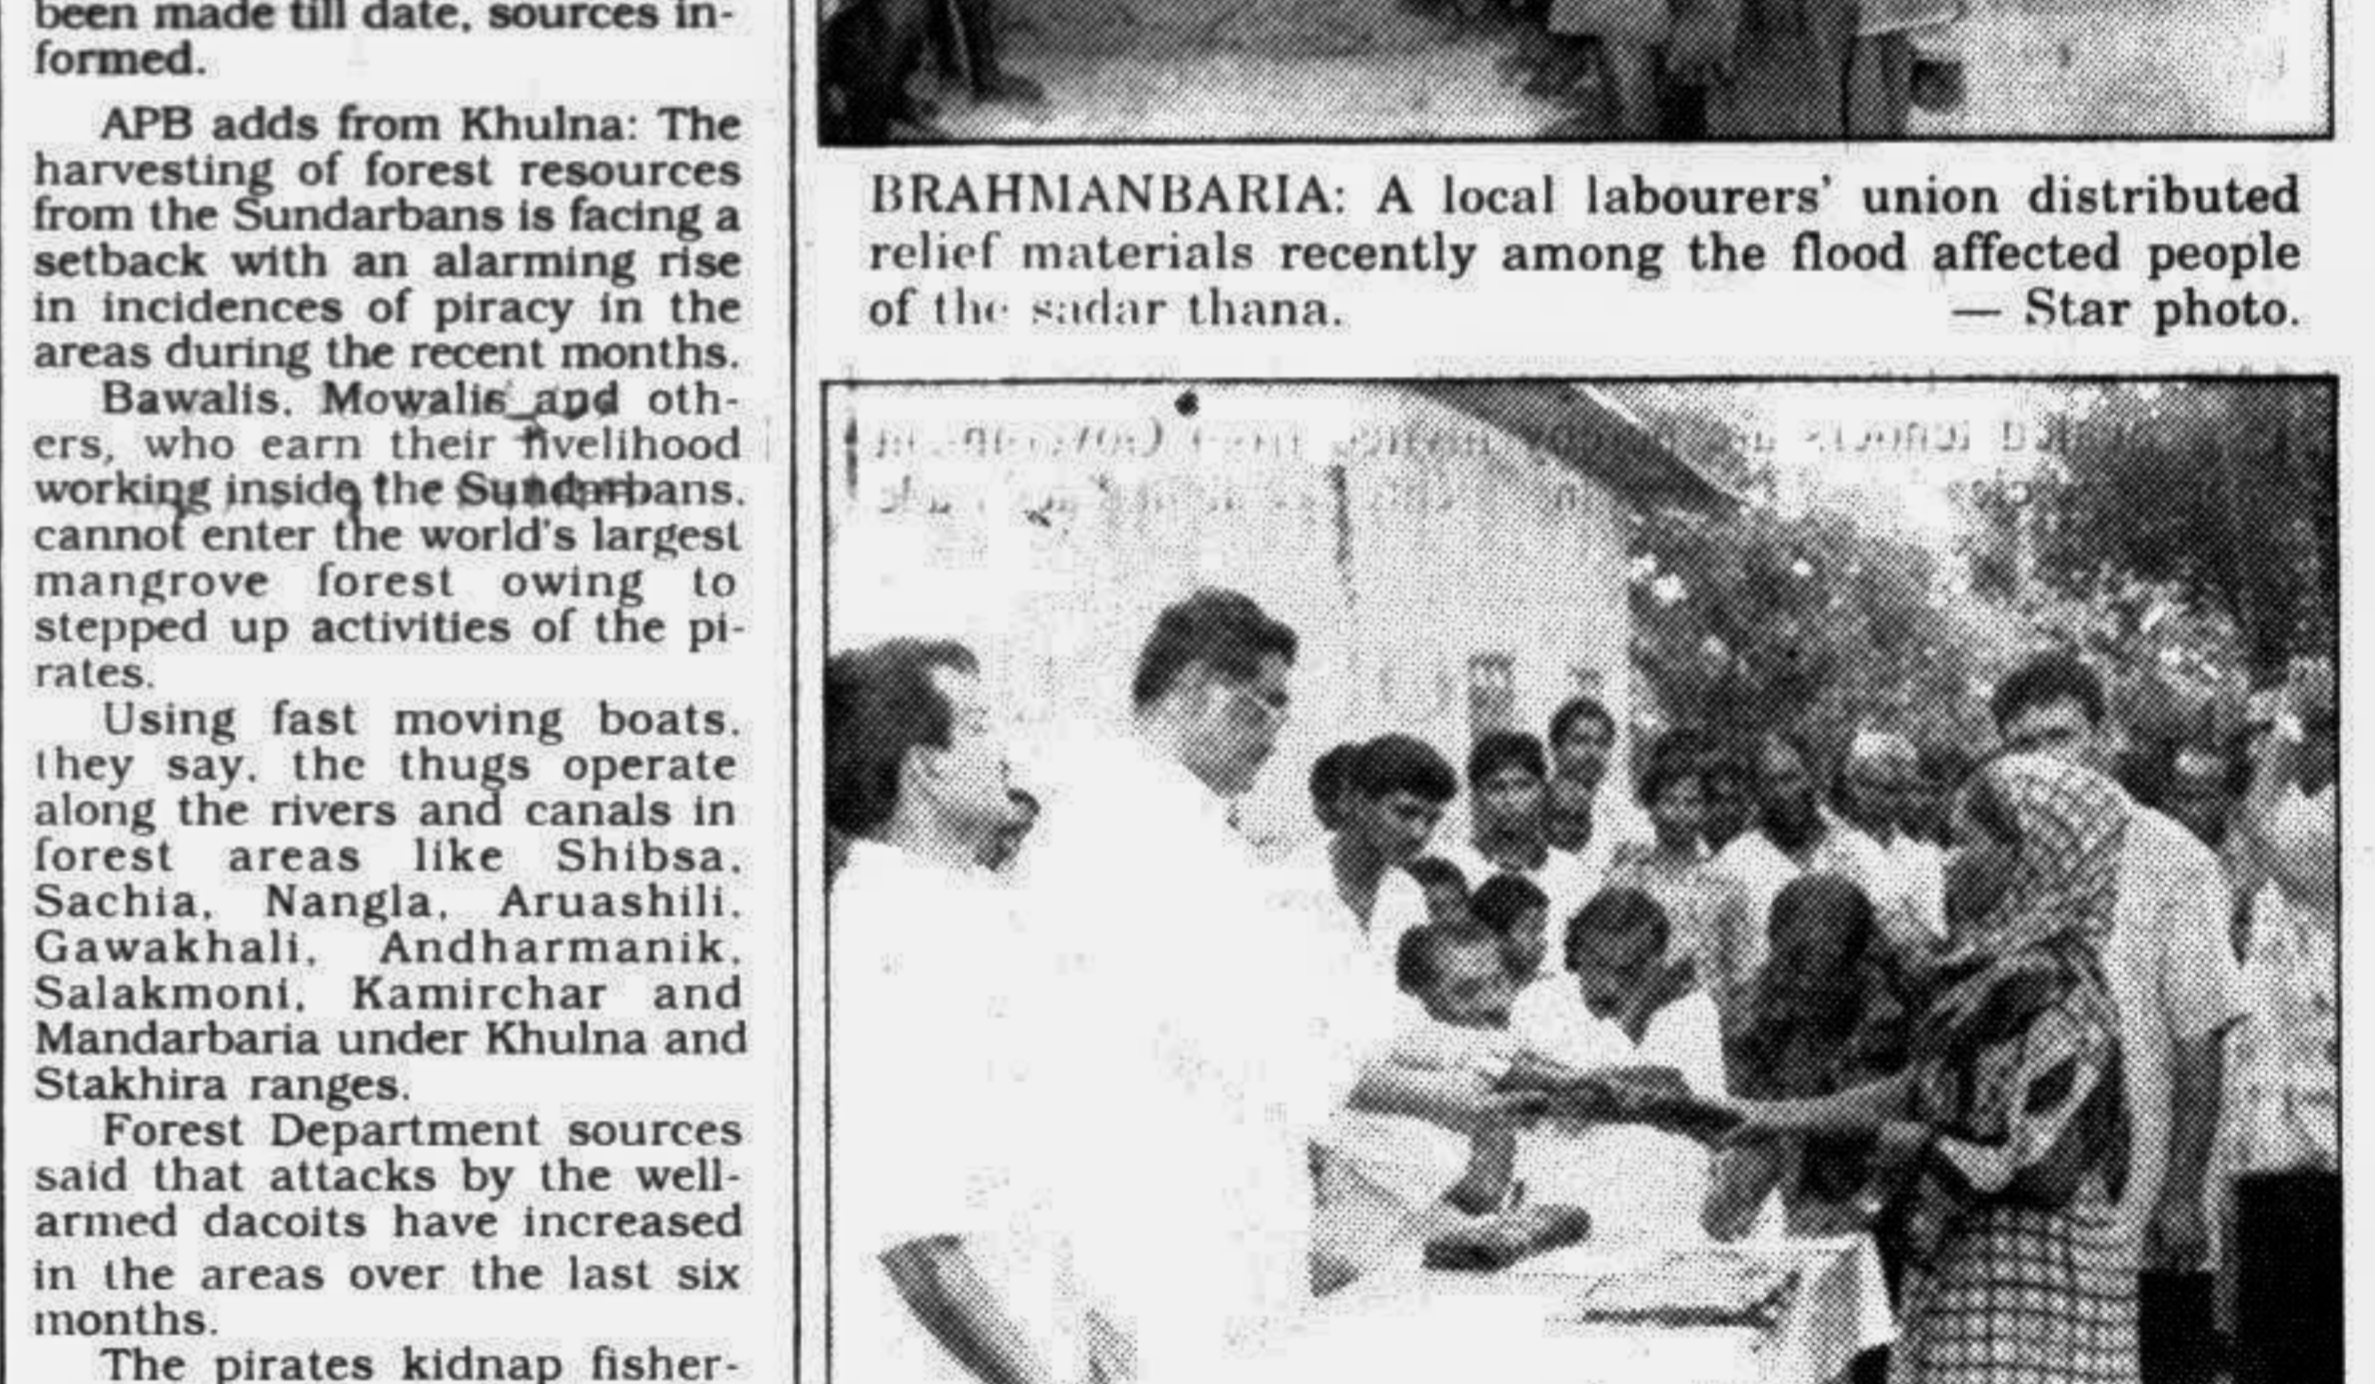 been made till date, sources in-
formed.
APB adds from Khulna: The
harvesting of forest resources
from the Sundarbans is facing a
setback with an alarming rise
in incidences of piracy in the
areas during the recent months.
Bawalis, Mowalis and oth-
ers, who earn their livelihood
working inside the Sundarbans,
cannot enter the world's largest
mangrove forest owing to
stepped up activities of the pi-
rates.
Using fast moving boats,
they say, the thugs operate
along the rivers and canals in
forest areas like Shibsa,
Sachia, Nangla, Aruashili,
Gawakhali, Andharmanik,
Salakmoni, Kamirchar and
Mandarbaria under Khulna and
Stakhira ranges.
Forest Department sources
said that attacks by the well-
armed dacoits have increased
in the areas over the last six
months.
The pirates kidnap fisher-
BRAHMANBARIA: A local labourers' union distributed
relief materials recently among the flood affected people
of the sadar thana. — Star photo.